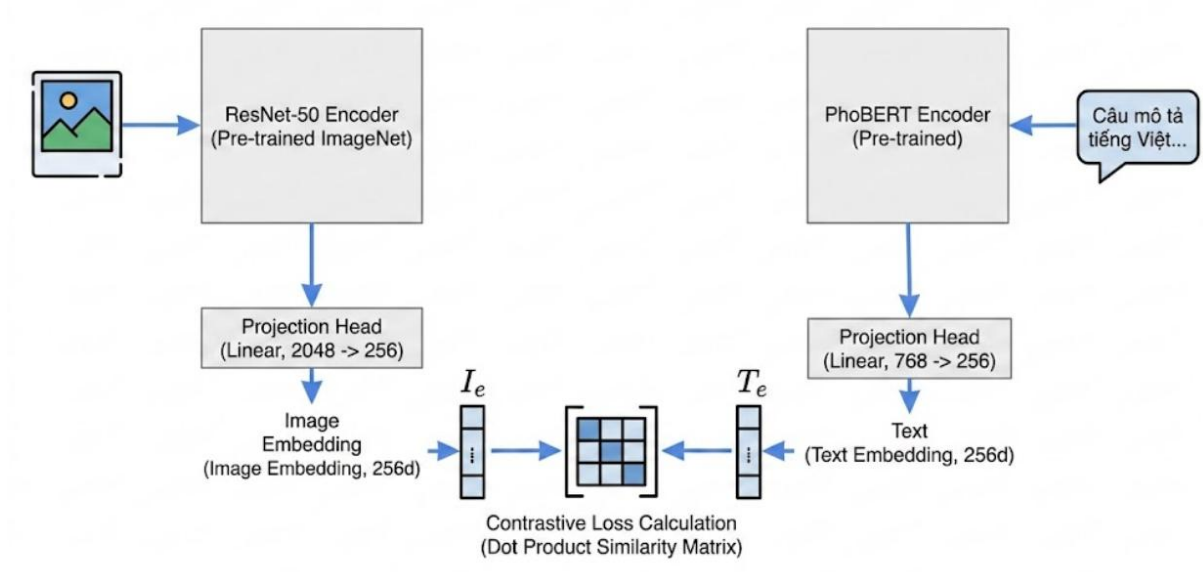 ResNet-50 Encoder
(Pre-trained ImageNet)
PhoBERT Encoder
(Pre-trained)
Câu mô tả
tiếng Việt...
Projection Head
(Linear, 2048 -> 256)
Projection Head
(Linear, 768 -> 256)
Image
Embedding
(Image Embedding, 256d)
I_e
T_e
Text
(Text Embedding, 256d)
Contrastive Loss Calculation
(Dot Product Similarity Matrix)